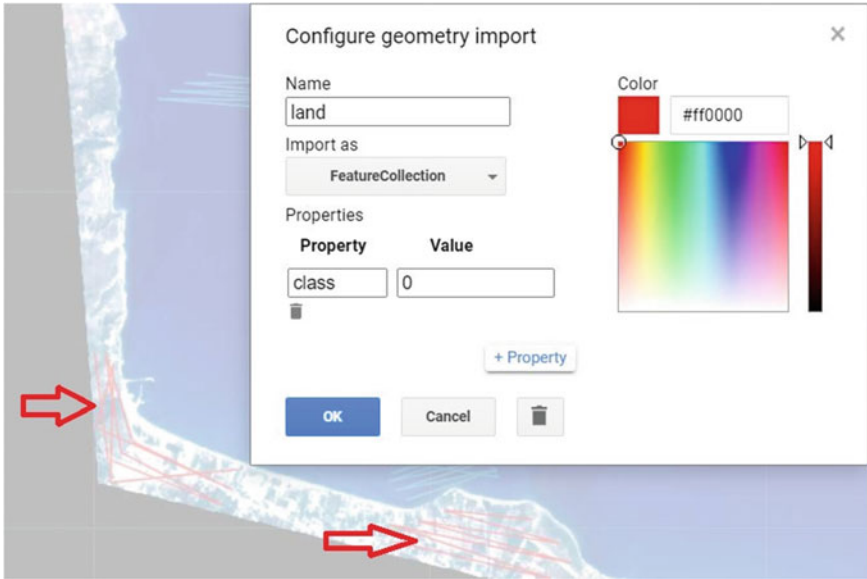 Configure geometry import
Name
land
Import as
FeatureCollection
Properties
Property Value
class 0
+ Property
OK Cancel
Color
#ff0000